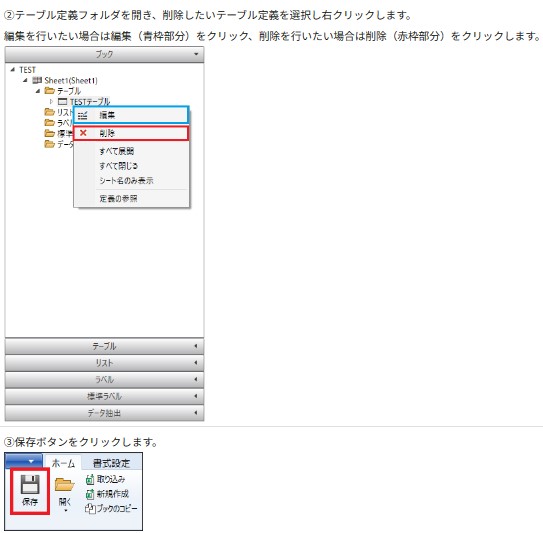 ②テーブル定義フォルダを開き、削除したいテーブル定義を選択し右クリックします。
編集を行いたい場合は編集（青枠部分）をクリック、削除を行いたい場合は削除（赤枠部分）をクリックします。
ブック
TEST
Sheet1(Sheet1)
テーブル
TESTテーブル
リスト
編集
ラベ
標準
削除
データ
すべて展開
すべて閉じる
シート名のみ表示
定義の参照
テーブル
リスト
ラベル
標準ラベル
データ抽出
③保存ボタンをクリックします。
ホーム 書式設定
保存
開く
取り込み
新規作成
ブックのコピー